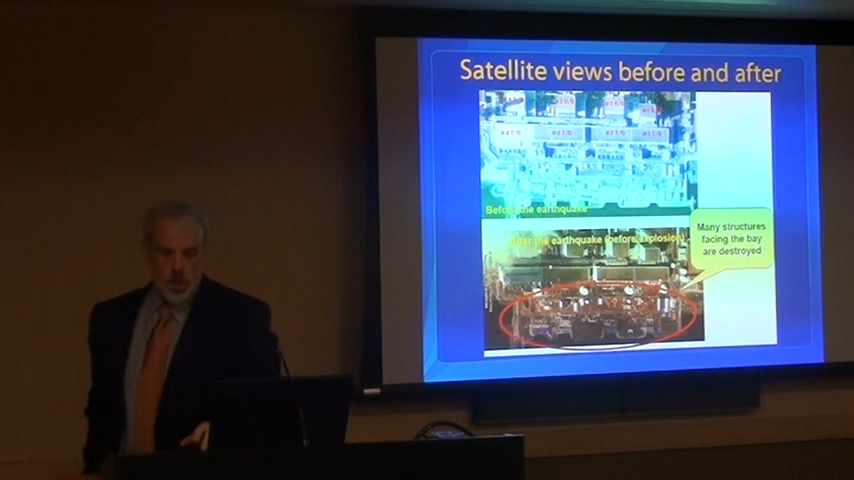 Satellite views before and after
Before the earthquake
After the earthquake (before explosion)
Many structures
facing the bay
are destroyed